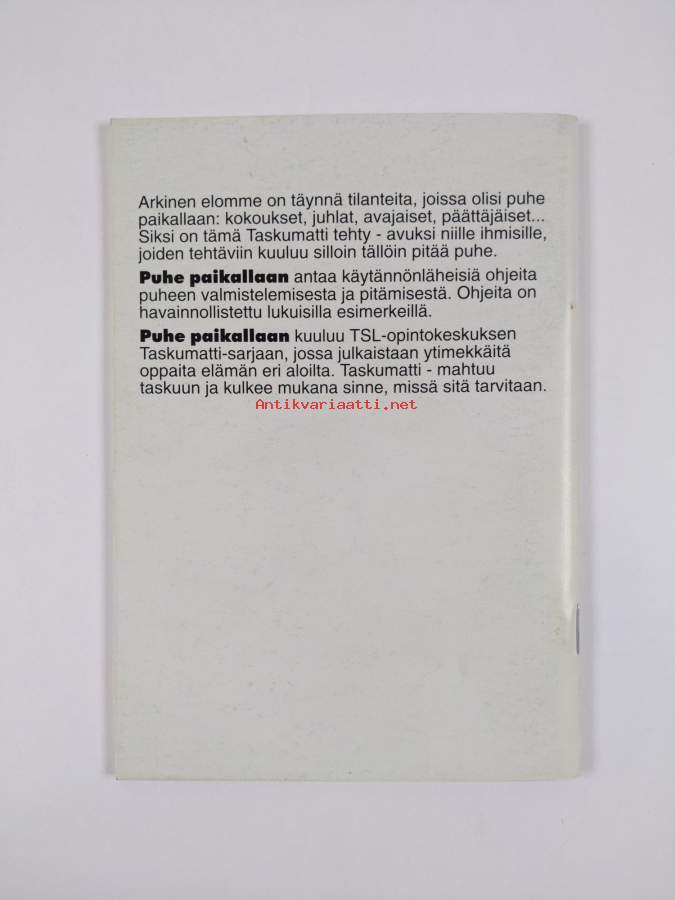 Arkinen elomme on täynnä tilanteita, joissa olisi puhe
paikallaan: kokoukset, juhlat, avajaiset, päättäjäiset...
Siksi on tämä Taskumatti tehty - avuksi niille ihmisille,
joiden tehtäviin kuuluu silloin tällöin pitää puhe.
Puhe paikallaan antaa käytännönläheisiä ohjeita
puheen valmistelemisesta ja pitämisestä. Ohjeita on
havainnollistettu lukuisilla esimerkeillä.
Puhe paikallaan kuuluu TSL-opintokeskuksen
Taskumatti-sarjaan, jossa julkaistaan ytimekkäitä
oppaita elämän eri aloilta. Taskumatti - mahtuu
taskuun ja kulkee mukana sinne, missä sitä tarvitaan.
Antikvariaatti.net